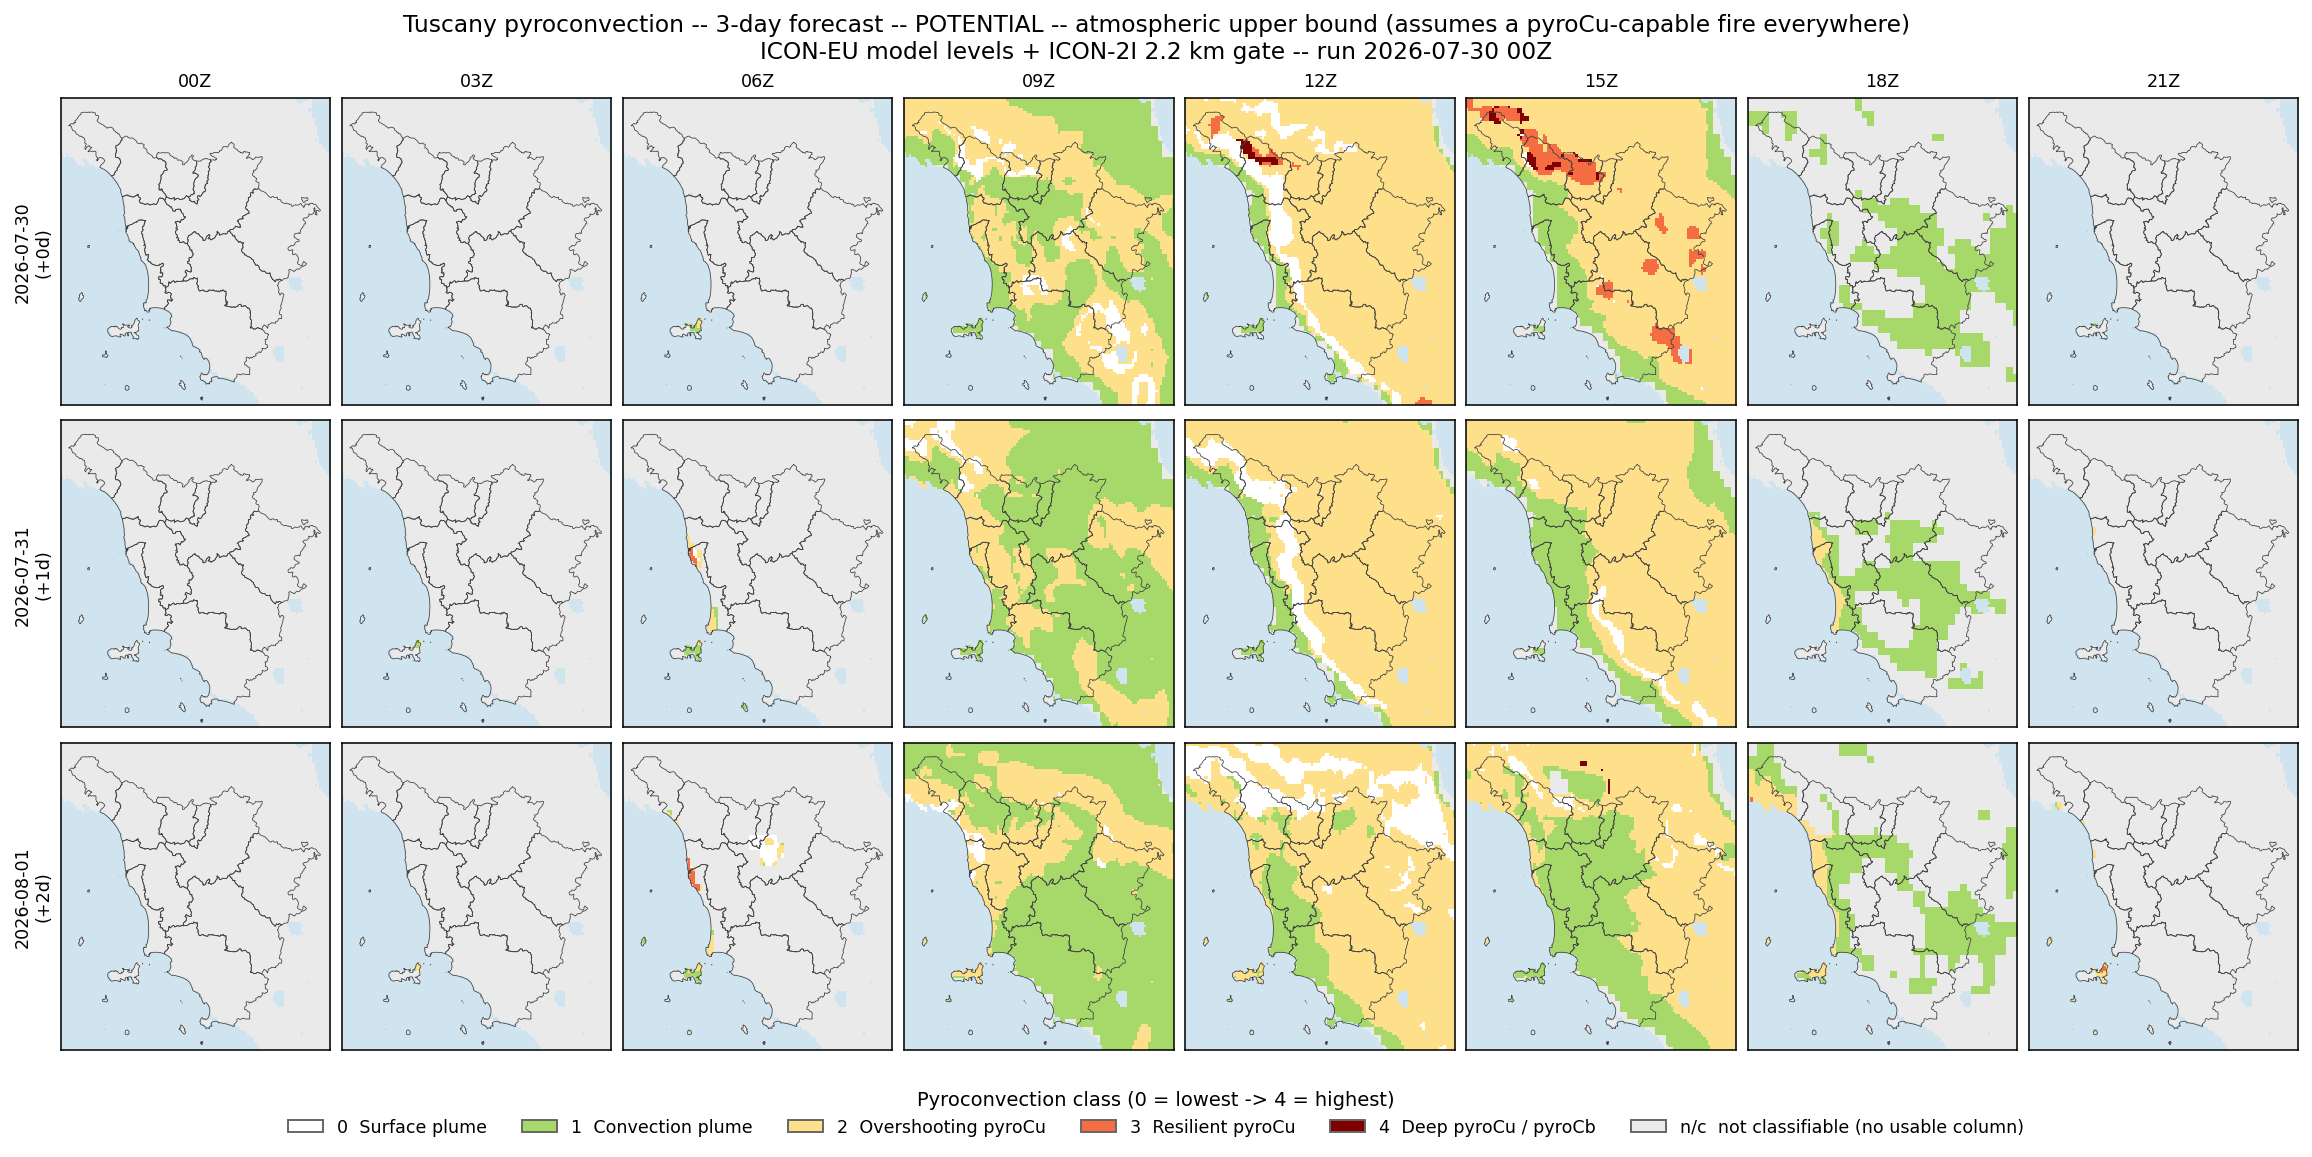 Tuscany pyroconvection -- 3-day forecast -- POTENTIAL -- atmospheric upper bound (assumes a pyroCu-capable fire everywhere)
ICON-EU model levels + ICON-2I 2.2 km gate -- run 2026-07-30 00Z
00Z
03Z
06Z
09Z
12Z
15Z
18Z
21Z
2026-07-30
(+0d)
2026-07-31
(+1d)
2026-08-01
(+2d)
Pyroconvection class (0 = lowest -> 4 = highest)
0 Surface plume
1 Convection plume
2 Overshooting pyroCu
3 Resilient pyroCu
4 Deep pyroCu / pyroCb
n/c not classifiable (no usable column)